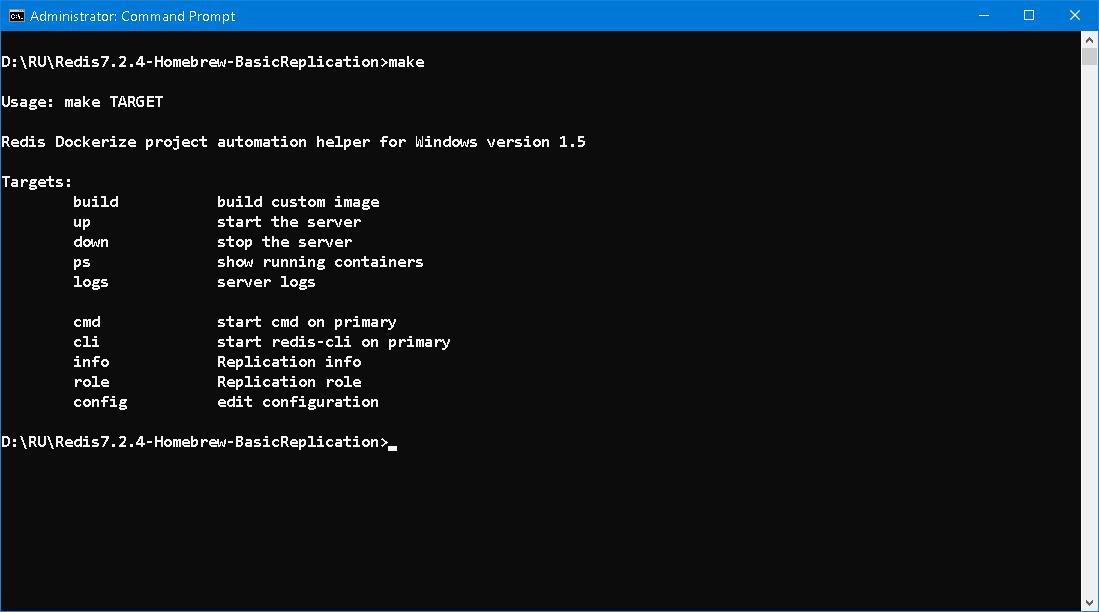 Administrator: Command Prompt
D:\RU\Redis7.2.4-Homebrew-BasicReplication>make
Usage: make TARGET
Redis Dockerize project automation helper for Windows version 1.5
Targets:
build build custom image
up start the server
down stop the server
ps show running containers
logs server logs
cmd start cmd on primary
cli start redis-cli on primary
info Replication info
role Replication role
config edit configuration
D:\RU\Redis7.2.4-Homebrew-BasicReplication>_